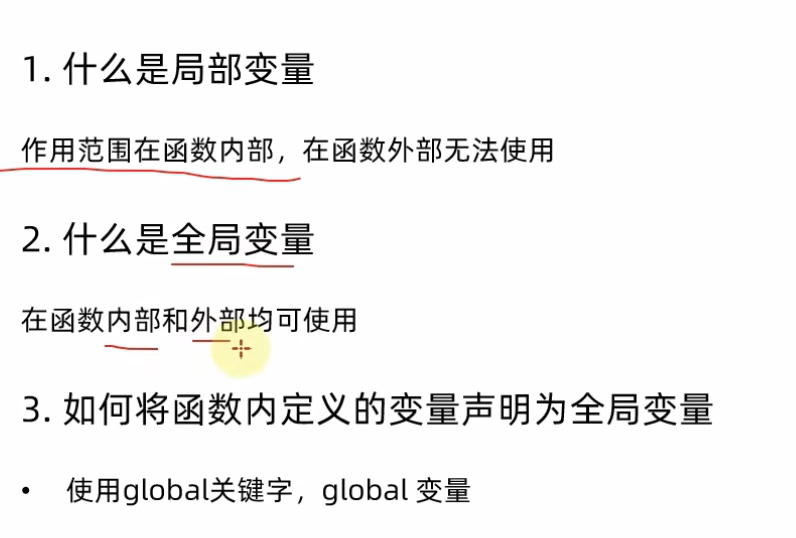 1. 什么是局部变量
作用范围在函数内部，在函数外部无法使用
2. 什么是全局变量
在函数内部和外部均可使用
3. 如何将函数内定义的变量声明为全局变量
• 使用global关键字，global 变量